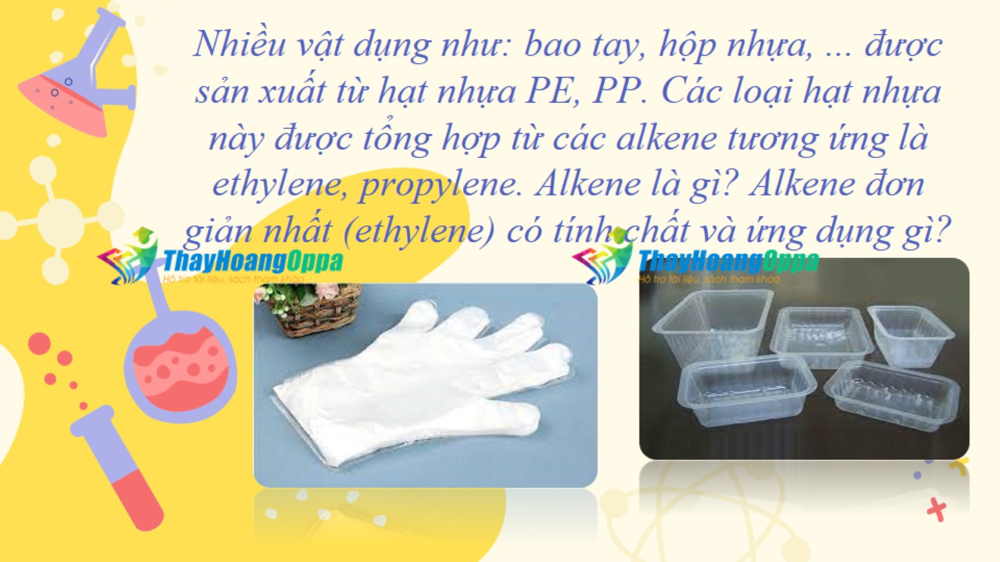 Nhiều vật dụng như: bao tay, hộp nhựa, ... được
sản xuất từ hạt nhựa PE, PP. Các loại hạt nhựa
này được tổng hợp từ các alkene tương ứng là
ethylene, propylene. Alkene là gì? Alkene đơn
giản nhất (ethylene) có tính chất và ứng dụng gì?
ThayHoangOppa
Hỗ trợ tài liệu, sách tham khảo
ThayHoangOppa
Hỗ trợ tài liệu, sách tham khảo